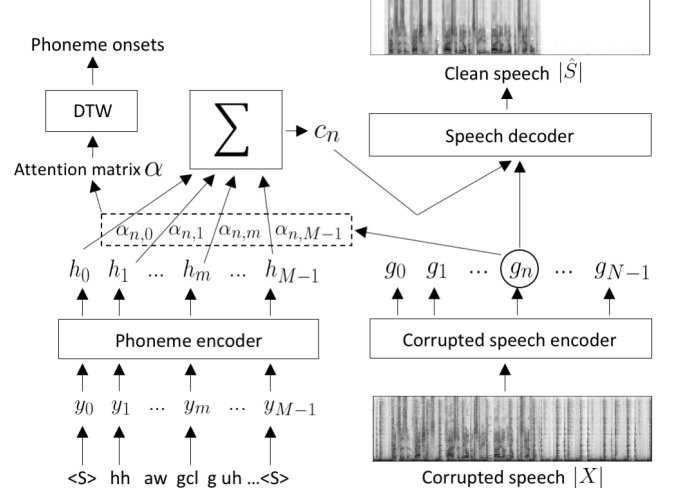 Phoneme onsets
DTW
Attention matrix α
∑
c_n
Clean speech |Ŝ|
Speech decoder
α_{n,0} α_{n,1} α_{n,m} α_{n,M−1}
h_0 h_1 ... h_m ... h_{M−1}
g_0 g_1 ... g_n ... g_{N−1}
Phoneme encoder
Corrupted speech encoder
y_0 y_1 ... y_m ... y_{M−1}
<S> hh aw gcl g uh ...<S>
Corrupted speech |X|